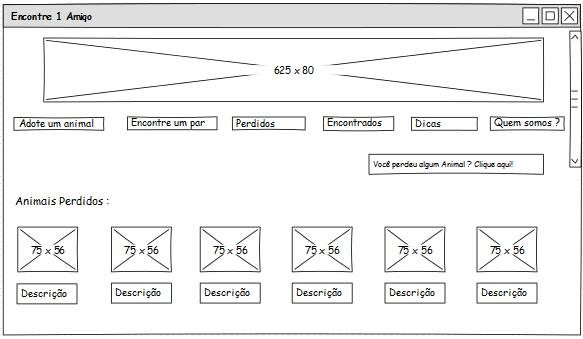 Encontre 1 Amigo
625 x 80
Adote um animal
Encontre um par
Perdidos
Encontrados
Dicas
Quem somos ?
Você perdeu algum Animal ? Clique aqui!
Animais Perdidos :
75 x 56
75 x 56
75 x 56
75 x 56
75 x 56
75 x 56
Descrição
Descrição
Descrição
Descrição
Descrição
Descrição